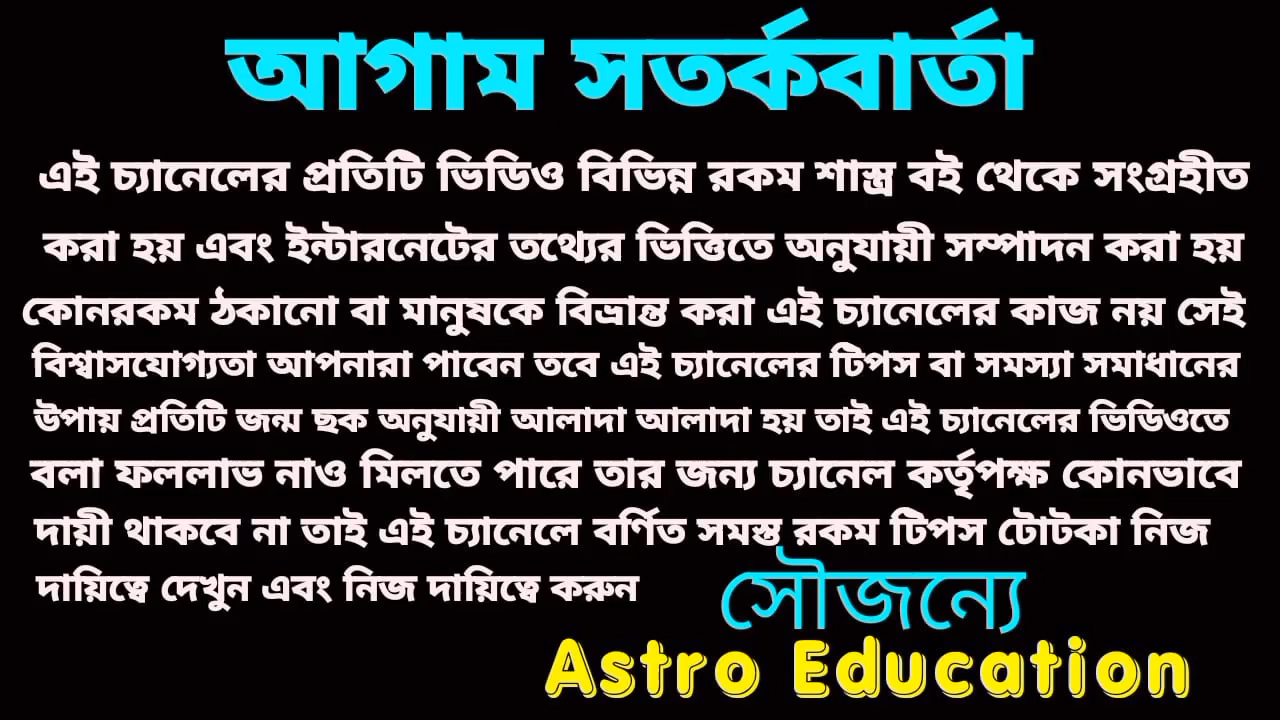 আগাম সতর্কবার্তা
এই চ্যানেলের প্রতিটি ভিডিও বিভিন্ন রকম শাস্ত্র বই থেকে সংগ্রহীত
করা হয় এবং ইন্টারনেটের তথ্যের ভিত্তিতে অনুযায়ী সম্পাদন করা হয়
কোনরকম ঠকানো বা মানুষকে বিভ্রান্ত করা এই চ্যানেলের কাজ নয় সেই
বিশ্বাসযোগ্যতা আপনারা পাবেন তবে এই চ্যানেলের টিপস বা সমস্যা সমাধানের
উপায় প্রতিটি জন্ম ছক অনুযায়ী আলাদা আলাদা হয় তাই এই চ্যানেলের ভিডিওতে
বলা ফললাভ নাও মিলতে পারে তার জন্য চ্যানেল কর্তৃপক্ষ কোনভাবে
দায়ী থাকবে না তাই এই চ্যানেলে বর্ণিত সমস্ত রকম টিপস টোটকা নিজ
দায়িত্বে দেখুন এবং নিজ দায়িত্বে করুন
সৌজন্যে
Astro Education